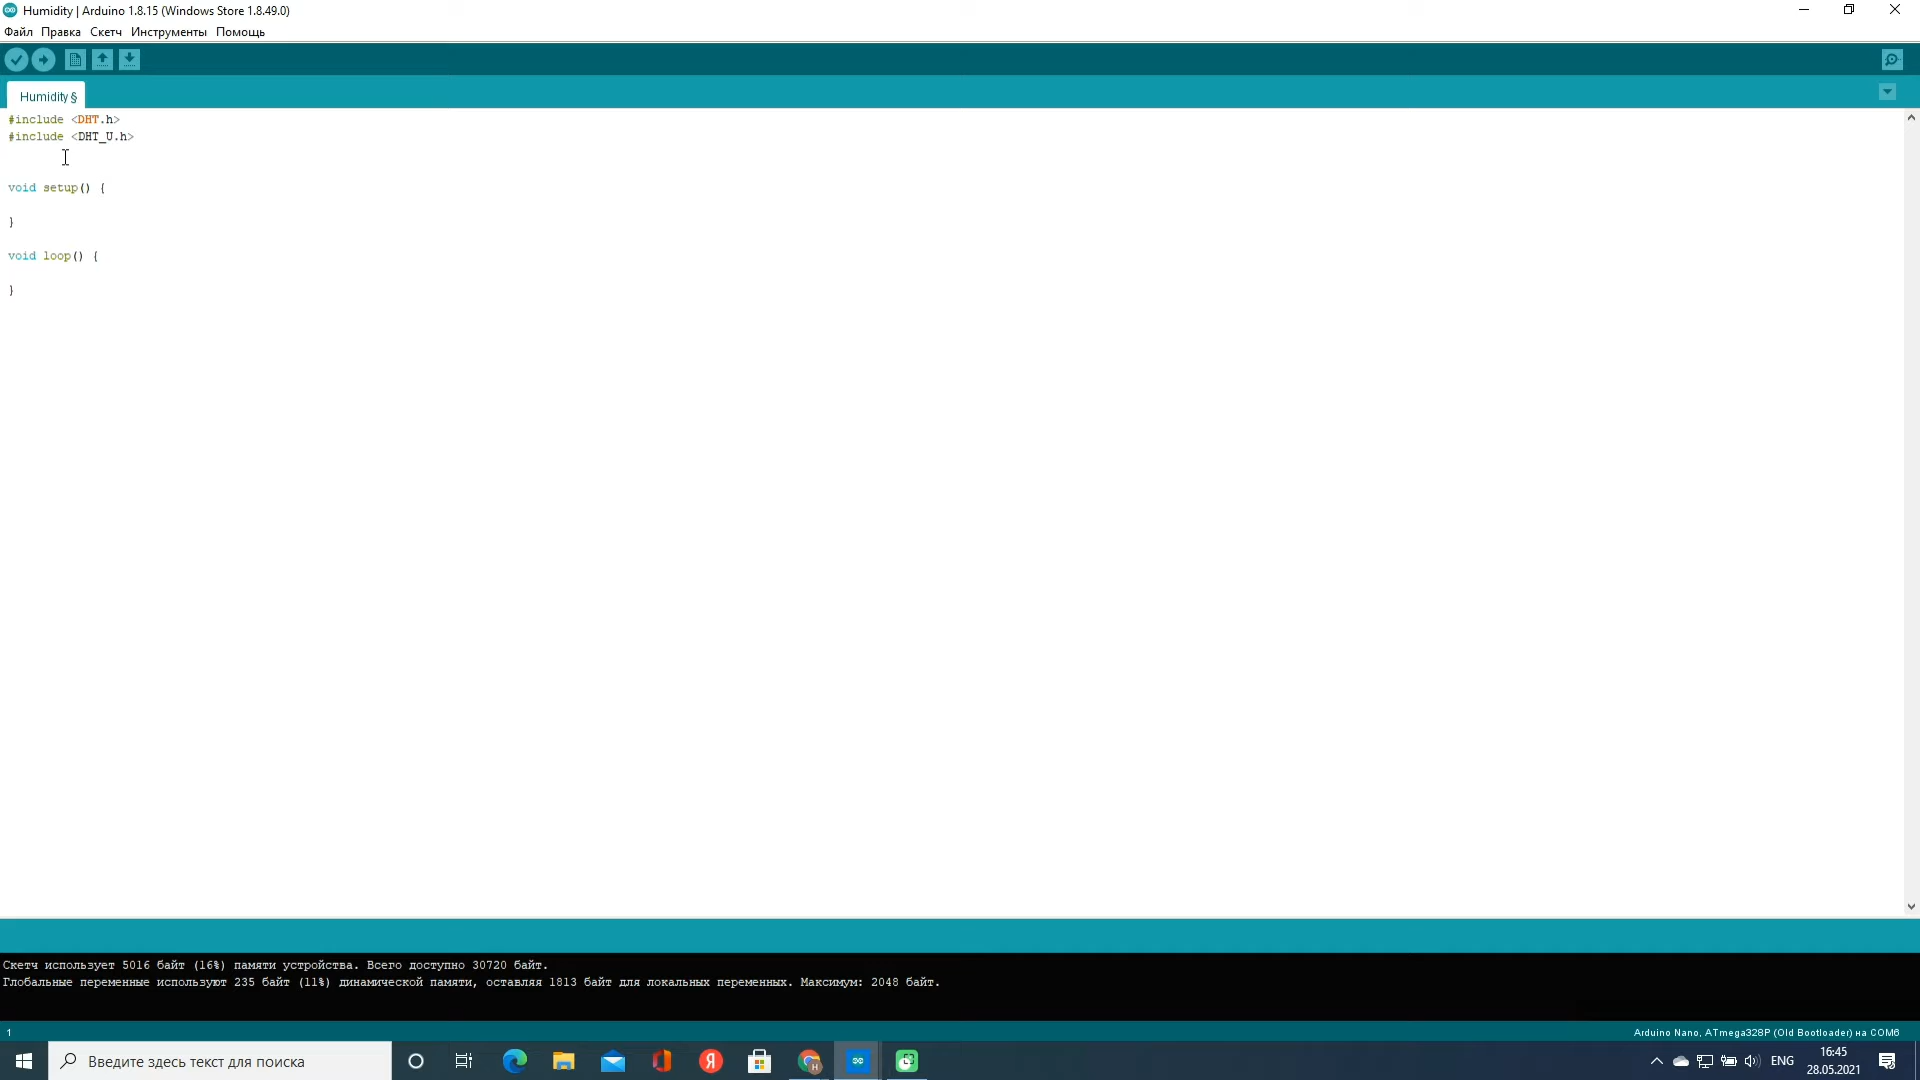 Humidity | Arduino 1.8.15 (Windows Store 1.8.49.0)
Файл Правка Скетч Инструменты Помощь
Humidity §
#include <DHT.h>
#include <DHT_U.h>
void setup() {
}
void loop() {
}
Скетч использует 5016 байт (16%) памяти устройства. Всего доступно 30720 байт.
Глобальные переменные используют 235 байт (11%) динамической памяти, оставляя 1813 байт для локальных переменных. Максимум: 2048 байт.
1 Arduino Nano, ATmega328P (Old Bootloader) на COM6
Введите здесь текст для поиска
Я
H
ENG
16:45
28.05.2021